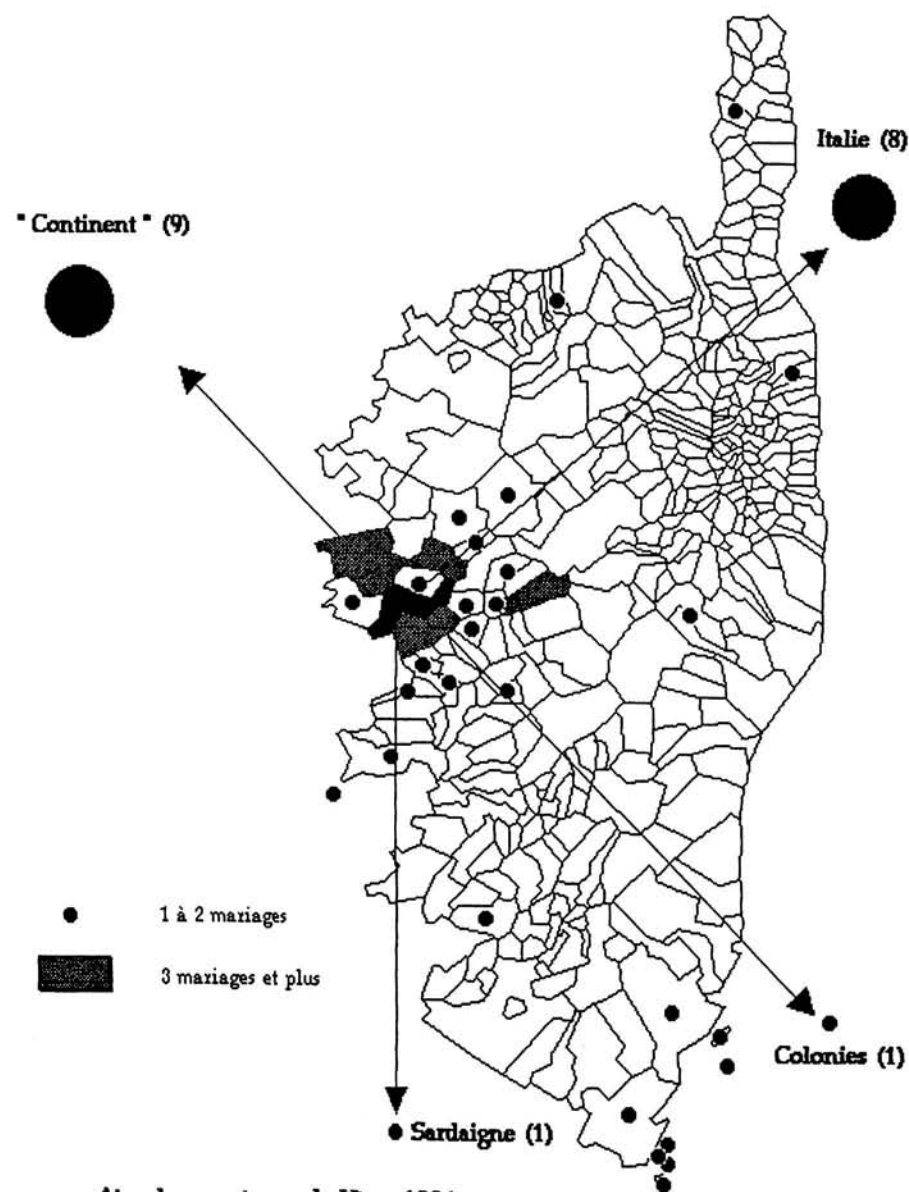 Italie (8)
" Continent " (9)
1 à 2 mariages
3 mariages et plus
Colonies (1)
Sardaigne (1)